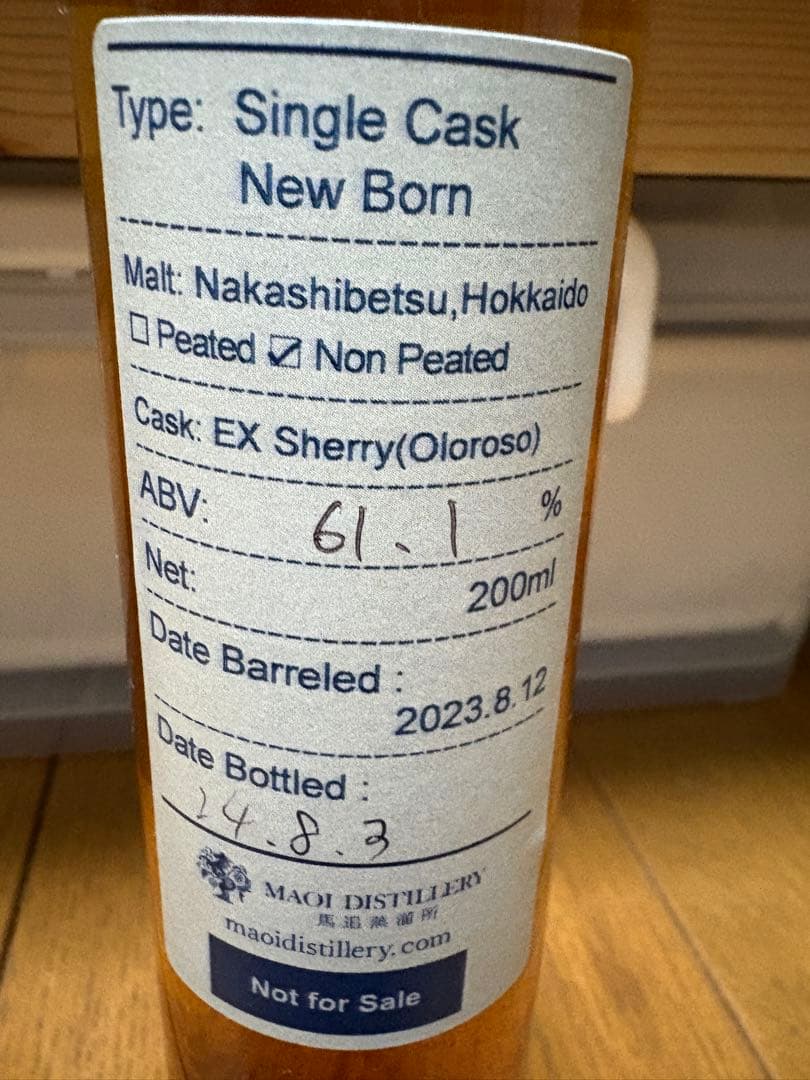 Type: Single Cask
New Born
Malt: Nakashibetsu,Hokkaido
☐ Peated ☑ Non Peated
Cask: EX Sherry(Oloroso)
ABV: 61.1 %
Net: 200ml
Date Barreled :
2023.8.12
Date Bottled :
24.8.3
MAOI DISTILLERY
馬追蒸溜所
maoidistillery.com
Not for Sale